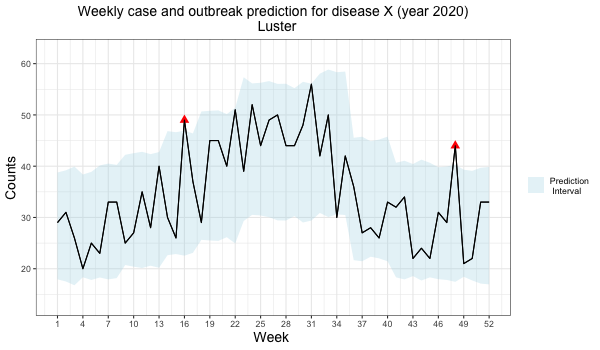 Weekly case and outbreak prediction for disease X (year 2020)
Luster
Counts
60
50
40
30
20
1 4 7 10 13 16 19 22 25 28 31 34 37 40 43 46 49 52
Week
Prediction
Interval